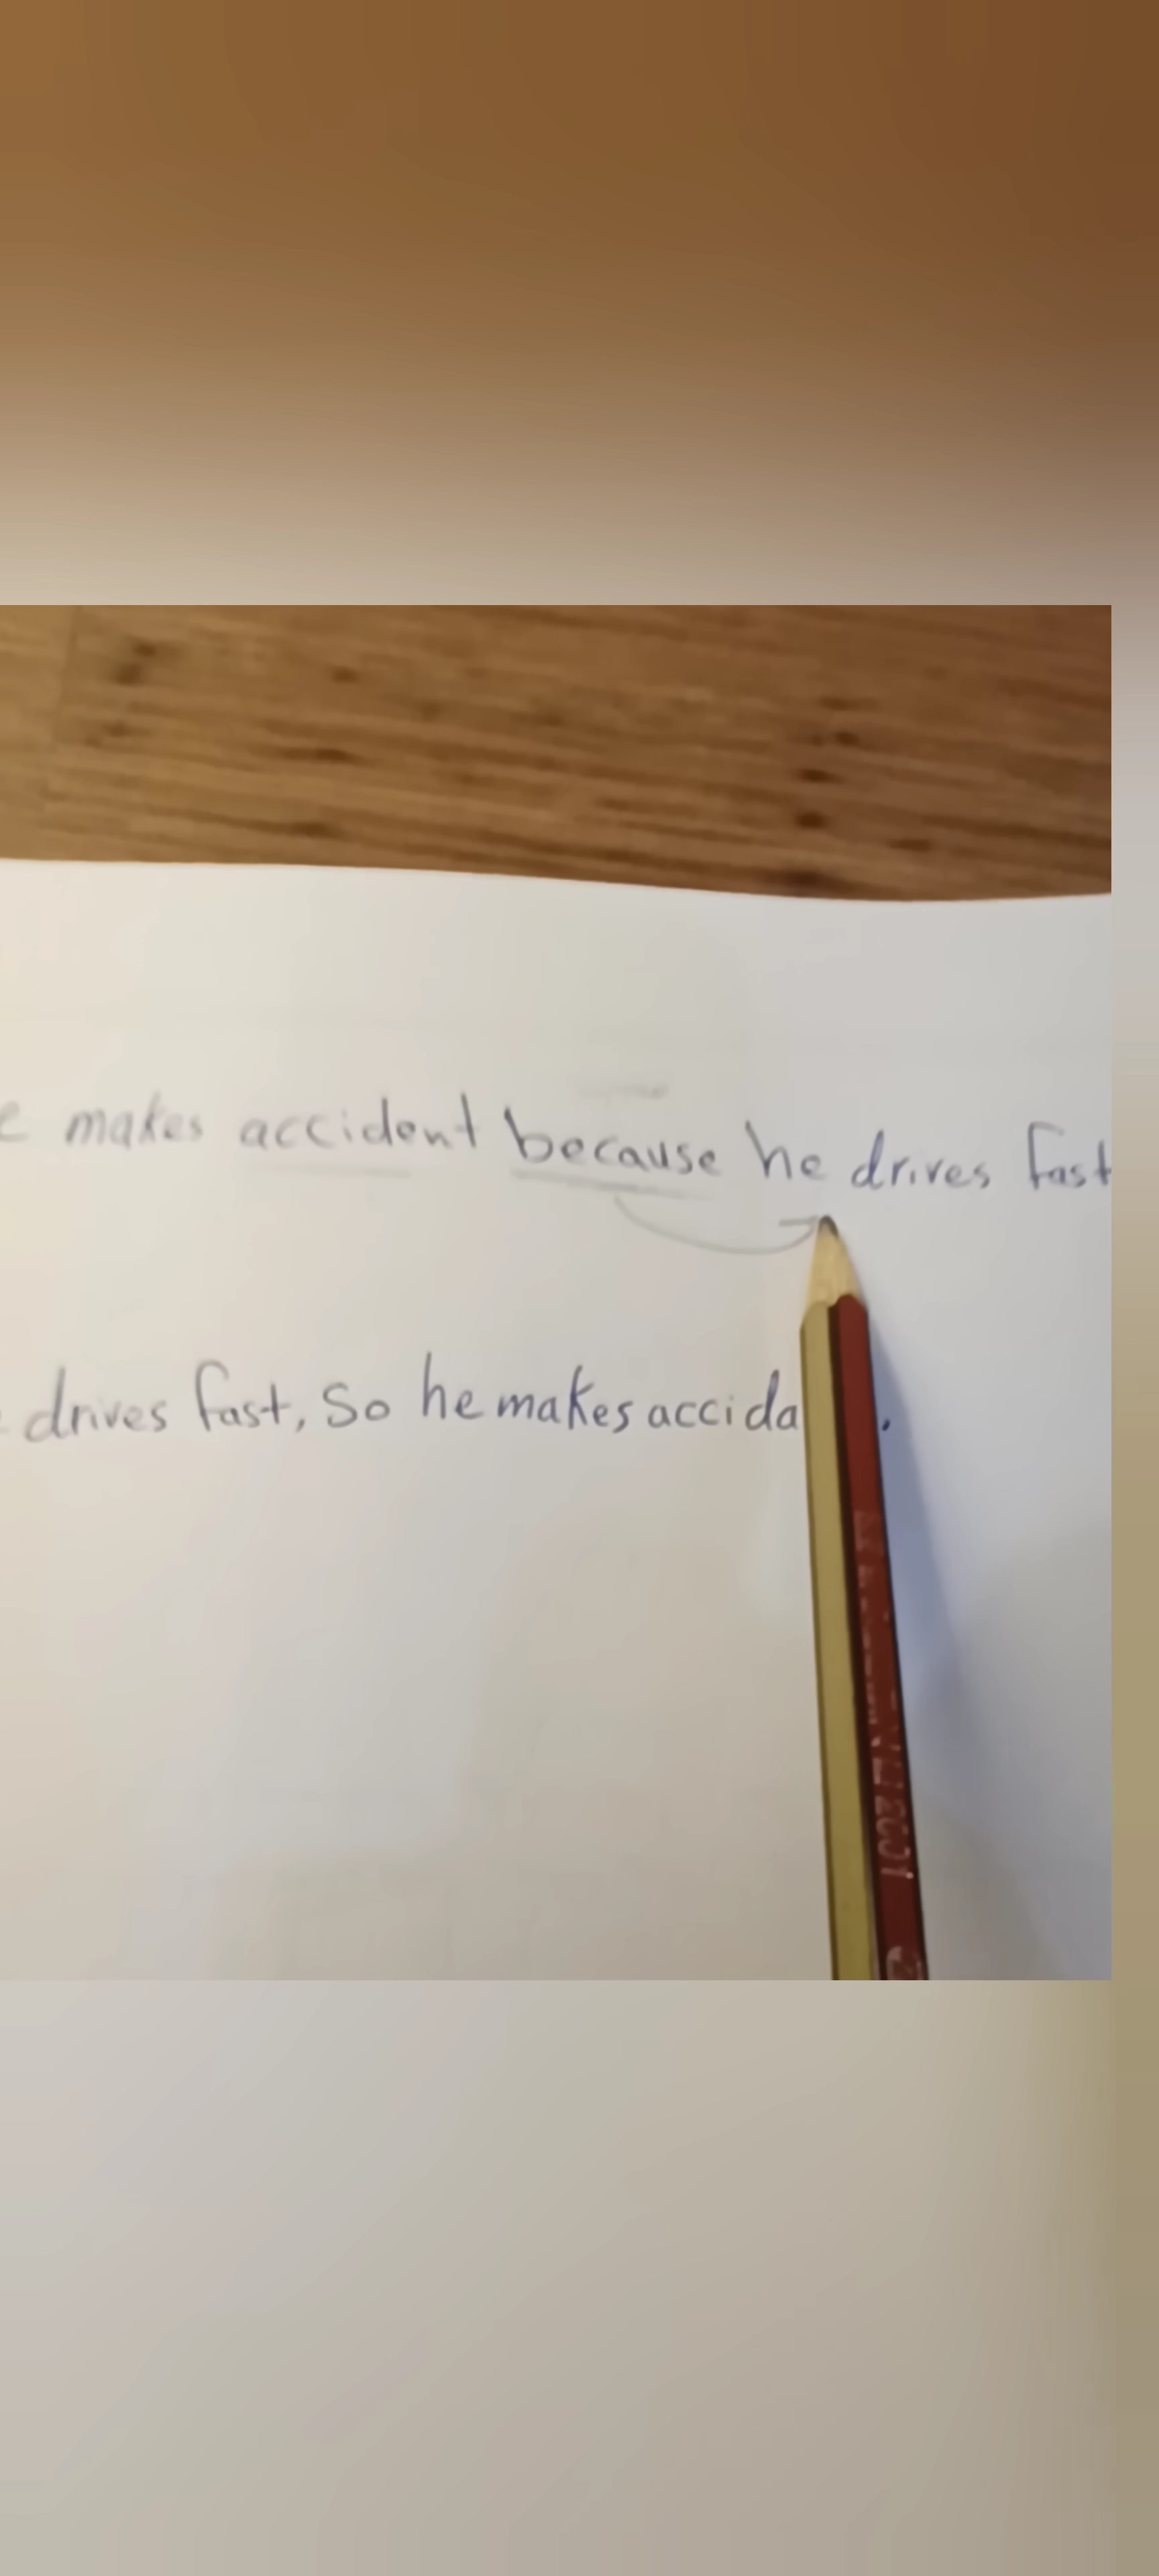 e makes accident because he drives fast
drives fast, So he makes accida .